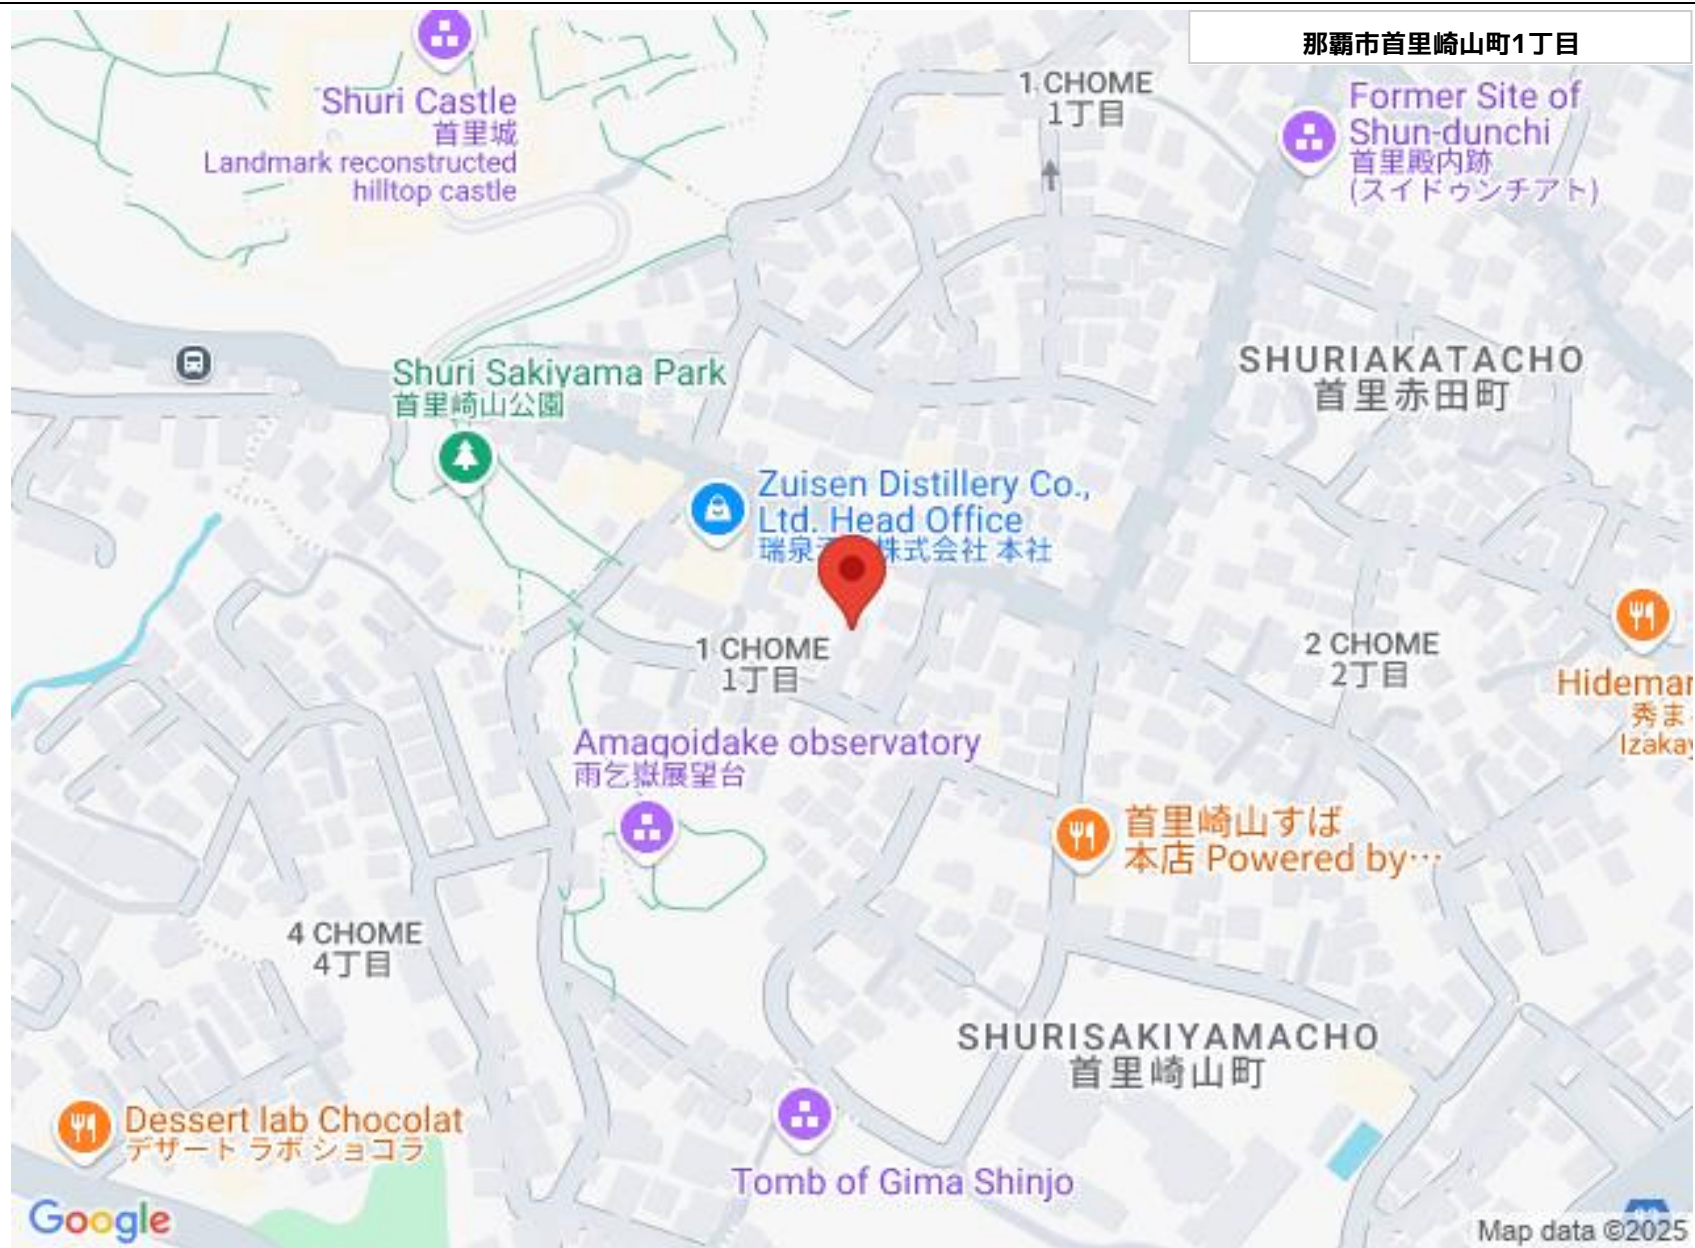 那覇市首里崎山町1丁目
Shuri Castle
首里城
Landmark reconstructed
hilltop castle
1 CHOME
1丁目
Former Site of
Shun-dunchi
首里殿内跡
(スイドゥンチアト)
Shuri Sakiyama Park
首里崎山公園
SHURIAKATACHO
首里赤田町
Zuisen Distillery Co.,
Ltd. Head Office
瑞泉 株式会社 本社
1 CHOME
1丁目
2 CHOME
2丁目
Hidemar
秀ま
Izakay
Amagoidake observatory
雨乞嶽展望台
首里崎山すば
本店 Powered by…
4 CHOME
4丁目
SHURISAKIYAMACHO
首里崎山町
Dessert lab Chocolat
デザート ラボ ショコラ
Tomb of Gima Shinjo
Google
Map data ©2025